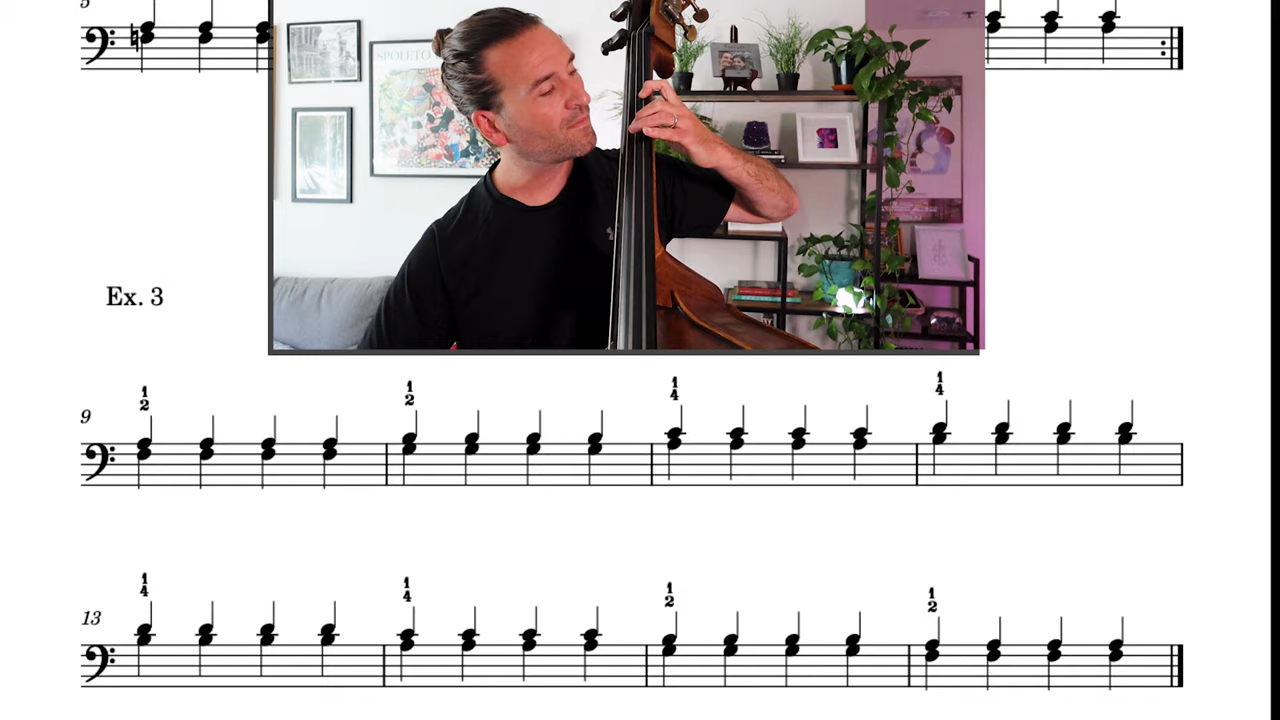 5
SPOLETO
Ex. 3
9
1 1 1 1
2 2 4 4
13
1 1 1 1
4 4 2 2